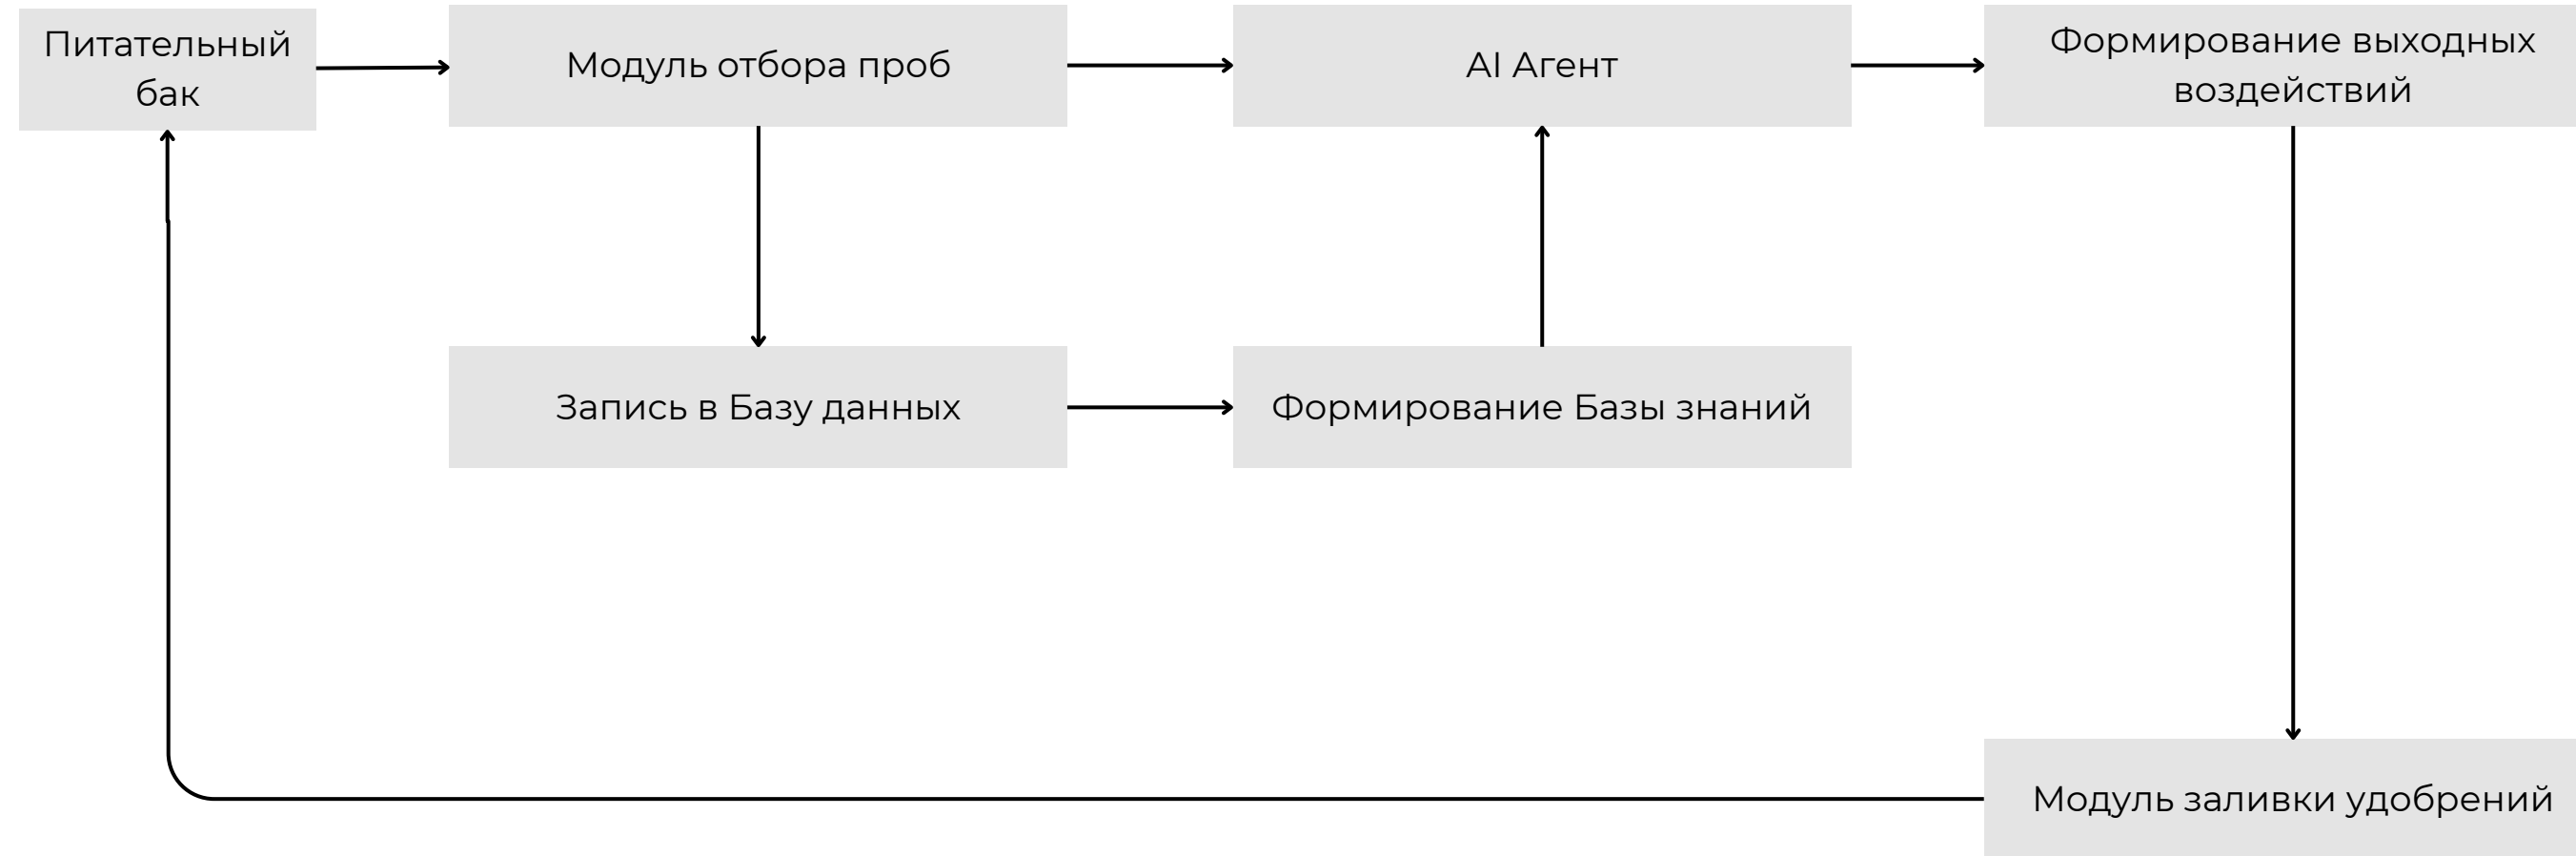 Питательный
бак
Модуль отбора проб
AI Агент
Формирование выходных
воздействий
Запись в Базу данных
Формирование Базы знаний
Модуль заливки удобрений